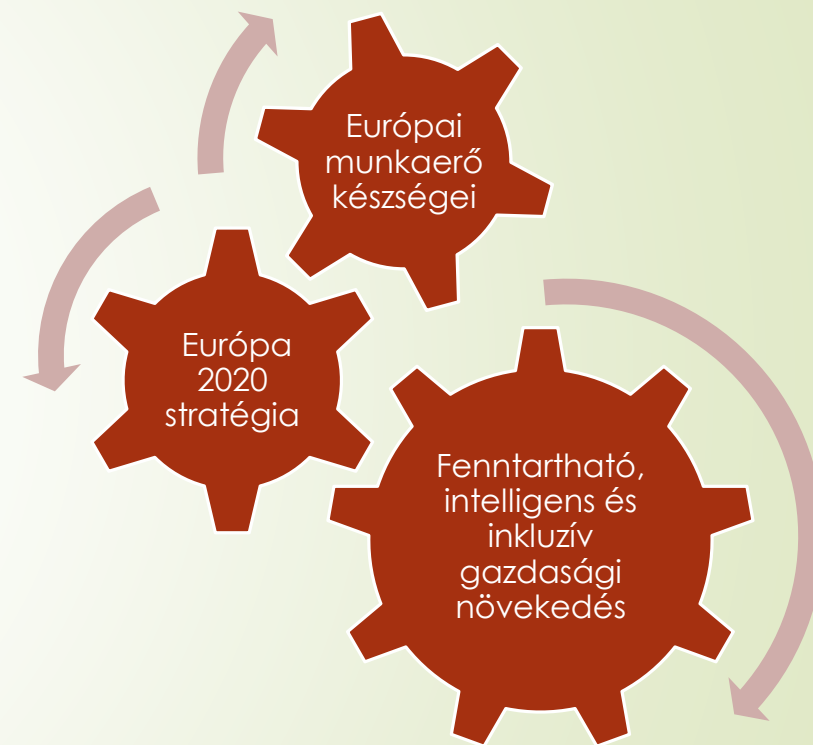 Európai
munkaerő
készségei
Európa
2020
stratégia
Fenntartható,
intelligens és
inkluzív
gazdasági
növekedés